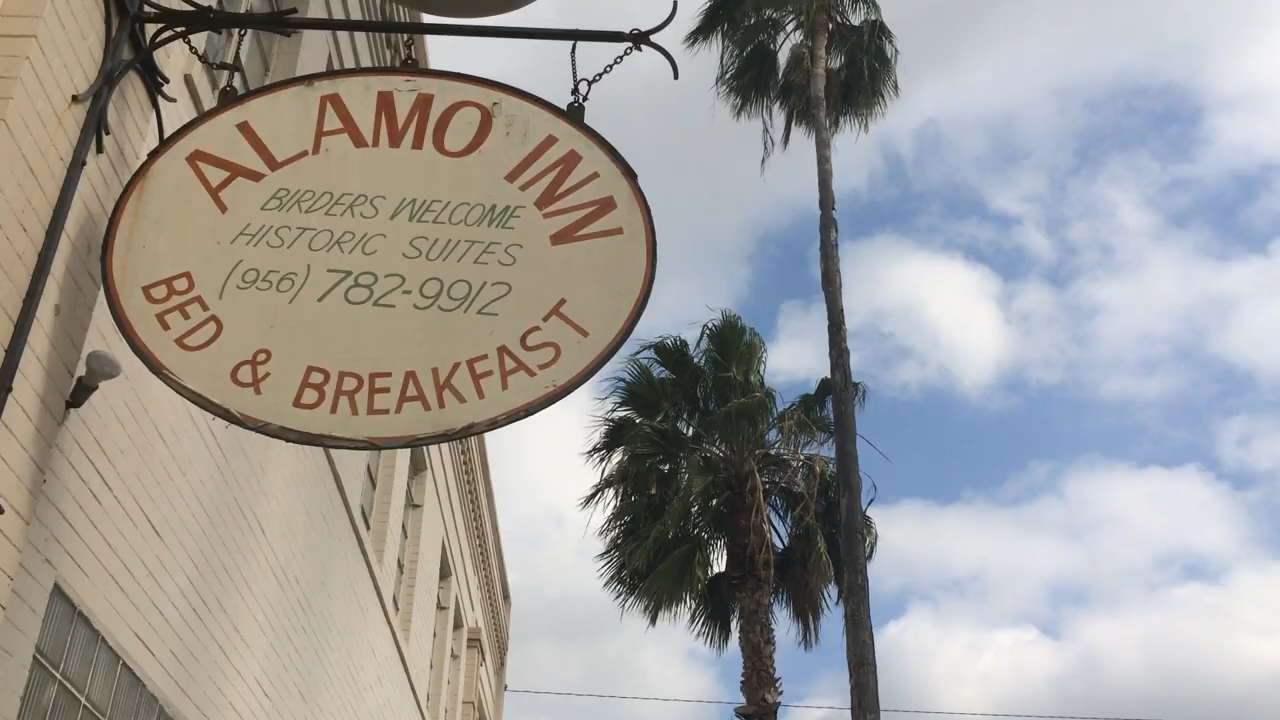 ALAMO INN
BIRDERS WELCOME
HISTORIC SUITES
(956) 782-9912
BED & BREAKFAST